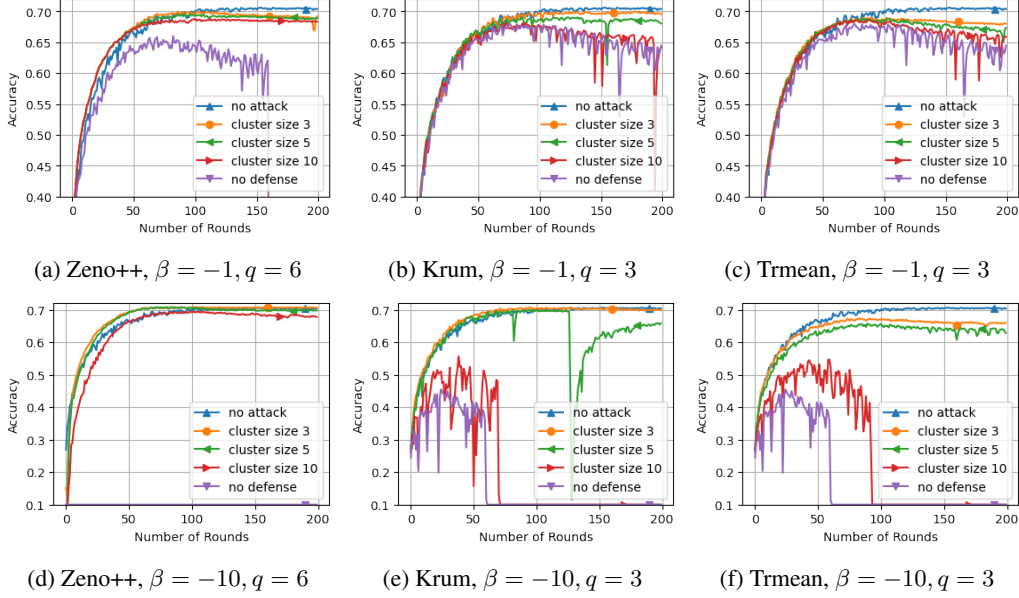 0.70
0.65
0.60
0.55
0.50
0.45
0.40
Accuracy
0 50 100 150 200
Number of Rounds
no attack
cluster size 3
cluster size 5
cluster size 10
no defense
(a) Zeno++, β = −1, q = 6
0.70
0.65
0.60
0.55
0.50
0.45
0.40
Accuracy
0 50 100 150 200
Number of Rounds
no attack
cluster size 3
cluster size 5
cluster size 10
no defense
(b) Krum, β = −1, q = 3
0.70
0.65
0.60
0.55
0.50
0.45
0.40
Accuracy
0 50 100 150 200
Number of Rounds
no attack
cluster size 3
cluster size 5
cluster size 10
no defense
(c) Trmean, β = −1, q = 3
0.7
0.6
0.5
0.4
0.3
0.2
0.1
Accuracy
0 50 100 150 200
Number of Rounds
no attack
cluster size 3
cluster size 5
cluster size 10
no defense
(d) Zeno++, β = −10, q = 6
0.7
0.6
0.5
0.4
0.3
0.2
0.1
Accuracy
0 50 100 150 200
Number of Rounds
no attack
cluster size 3
cluster size 5
cluster size 10
no defense
(e) Krum, β = −10, q = 3
0.7
0.6
0.5
0.4
0.3
0.2
0.1
Accuracy
0 50 100 150 200
Number of Rounds
no attack
cluster size 3
cluster size 5
cluster size 10
no defense
(f) Trmean, β = −10, q = 3